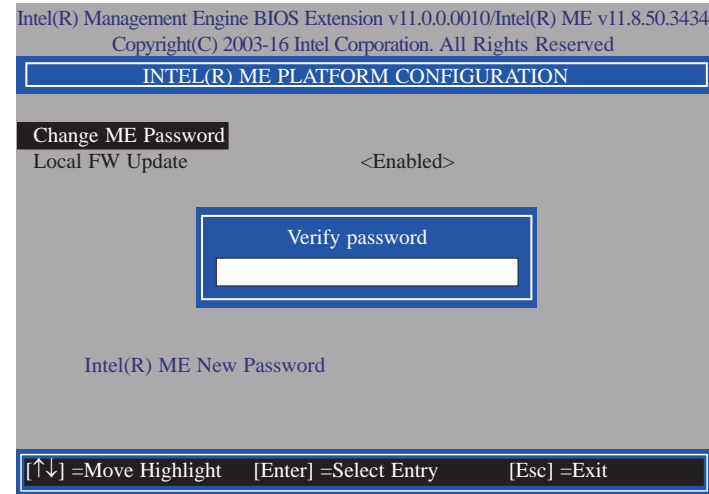 Intel(R) Management Engine BIOS Extension v11.0.0.0010/Intel(R) ME v11.8.50.3434
Copyright(C) 2003-16 Intel Corporation. All Rights Reserved
INTEL(R) ME PLATFORM CONFIGURATION
Change ME Password
Local FW Update <Enabled>
Verify password
Intel(R) ME New Password
[↑↓] =Move Highlight [Enter] =Select Entry [Esc] =Exit